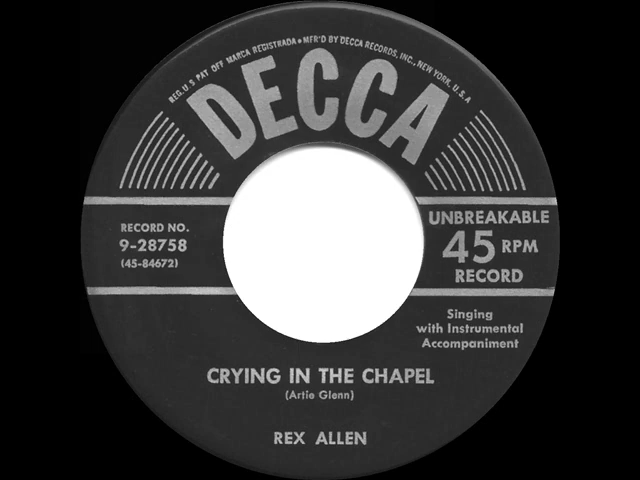 REG. U S PAT OFF MARCA REGISTRADA • MFR'D BY DECCA RECORDS, INC., NEW YORK, U.S.A
DECCA
RECORD NO.
9-28758
(45-84672)
UNBREAKABLE
45 RPM
RECORD
Singing
with Instrumental
Accompaniment
CRYING IN THE CHAPEL
(Artie Glenn)
REX ALLEN